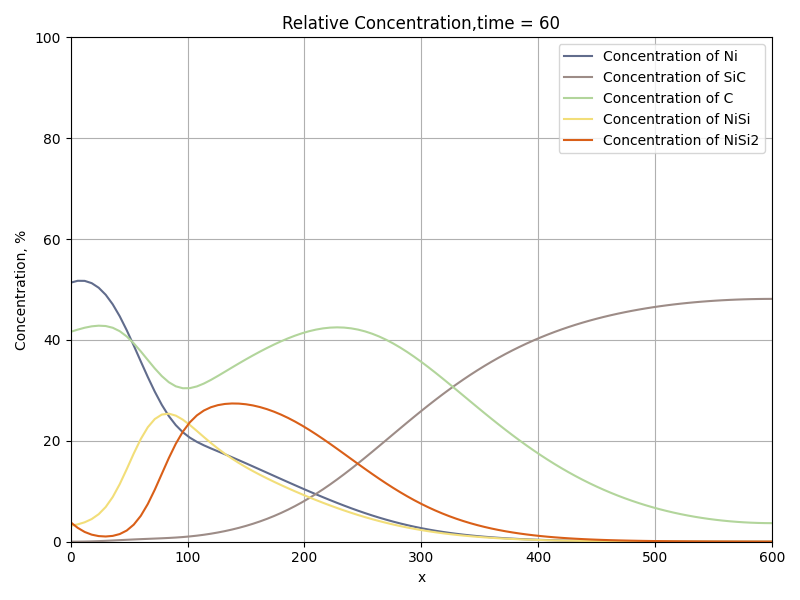 Relative Concentration,time = 60
100
80
60
40
20
0
Concentration, %
Concentration of Ni
Concentration of SiC
Concentration of C
Concentration of NiSi
Concentration of NiSi2
0 100 200 300 400 500 600
x